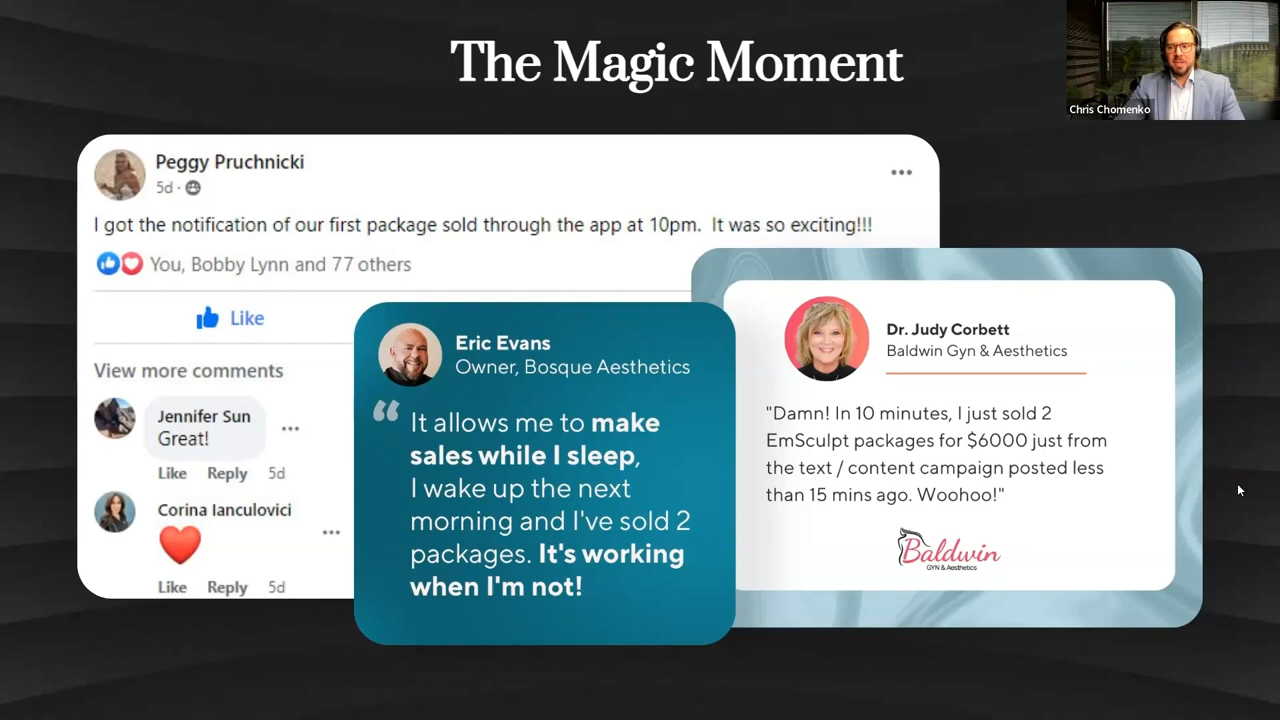 The Magic Moment
Chris Chomenko
Peggy Pruchnicki
5d ·
I got the notification of our first package sold through the app at 10pm. It was so exciting!!!
You, Bobby Lynn and 77 others
Like
View more comments
Jennifer Sun
Great!
Like Reply 5d
Corina Ianculovici
Like Reply 5d
Eric Evans
Owner, Bosque Aesthetics
“ It allows me to make
sales while I sleep,
I wake up the next
morning and I've sold 2
packages. It's working
when I'm not!
Dr. Judy Corbett
Baldwin Gyn & Aesthetics
"Damn! In 10 minutes, I just sold 2
EmSculpt packages for $6000 just from
the text / content campaign posted less
than 15 mins ago. Woohoo!"
Baldwin
GYN & Aesthetics